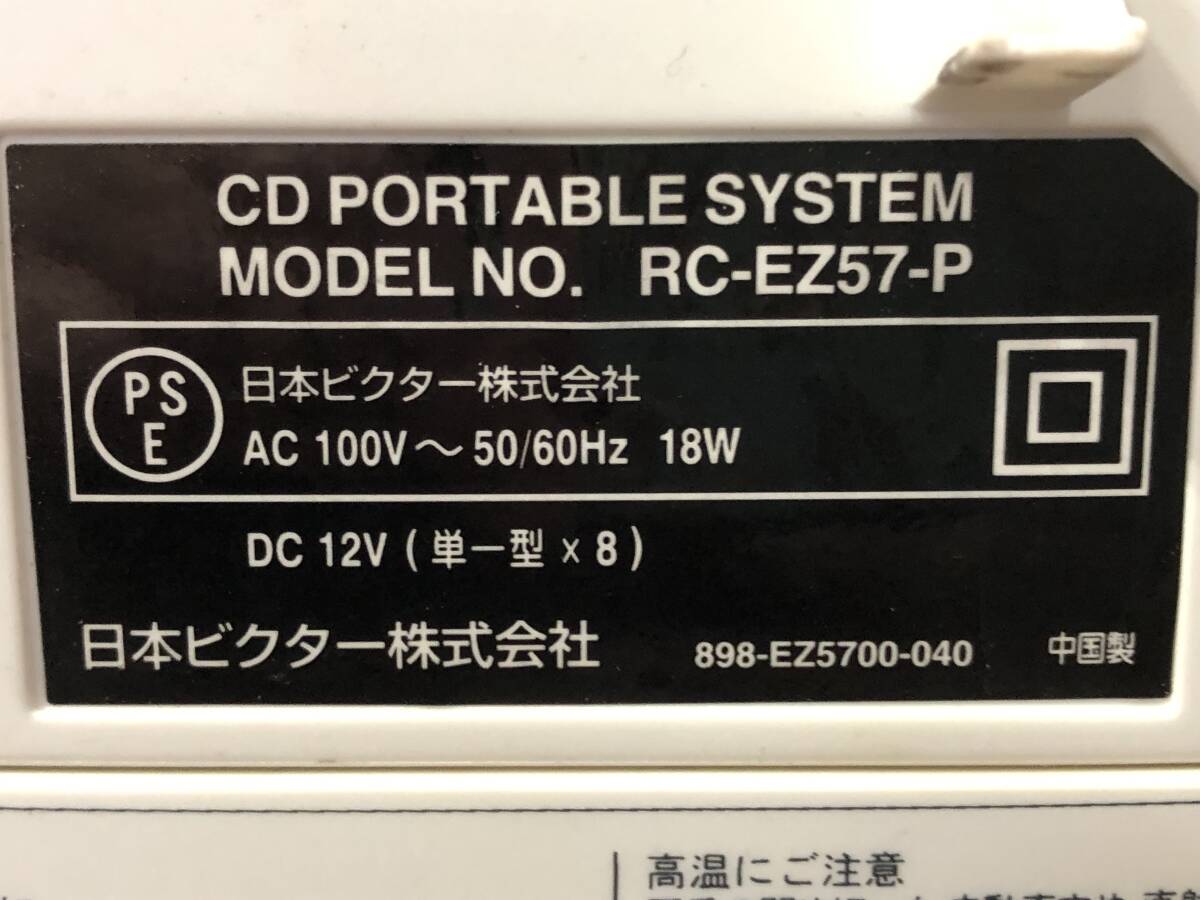 CD PORTABLE SYSTEM
MODEL NO. RC-EZ57-P
PS
E
日本ビクター株式会社
AC 100V～50/60Hz 18W
DC 12V (単一型×8)
日本ビクター株式会社 898-EZ5700-040 中国製
高温にご注意